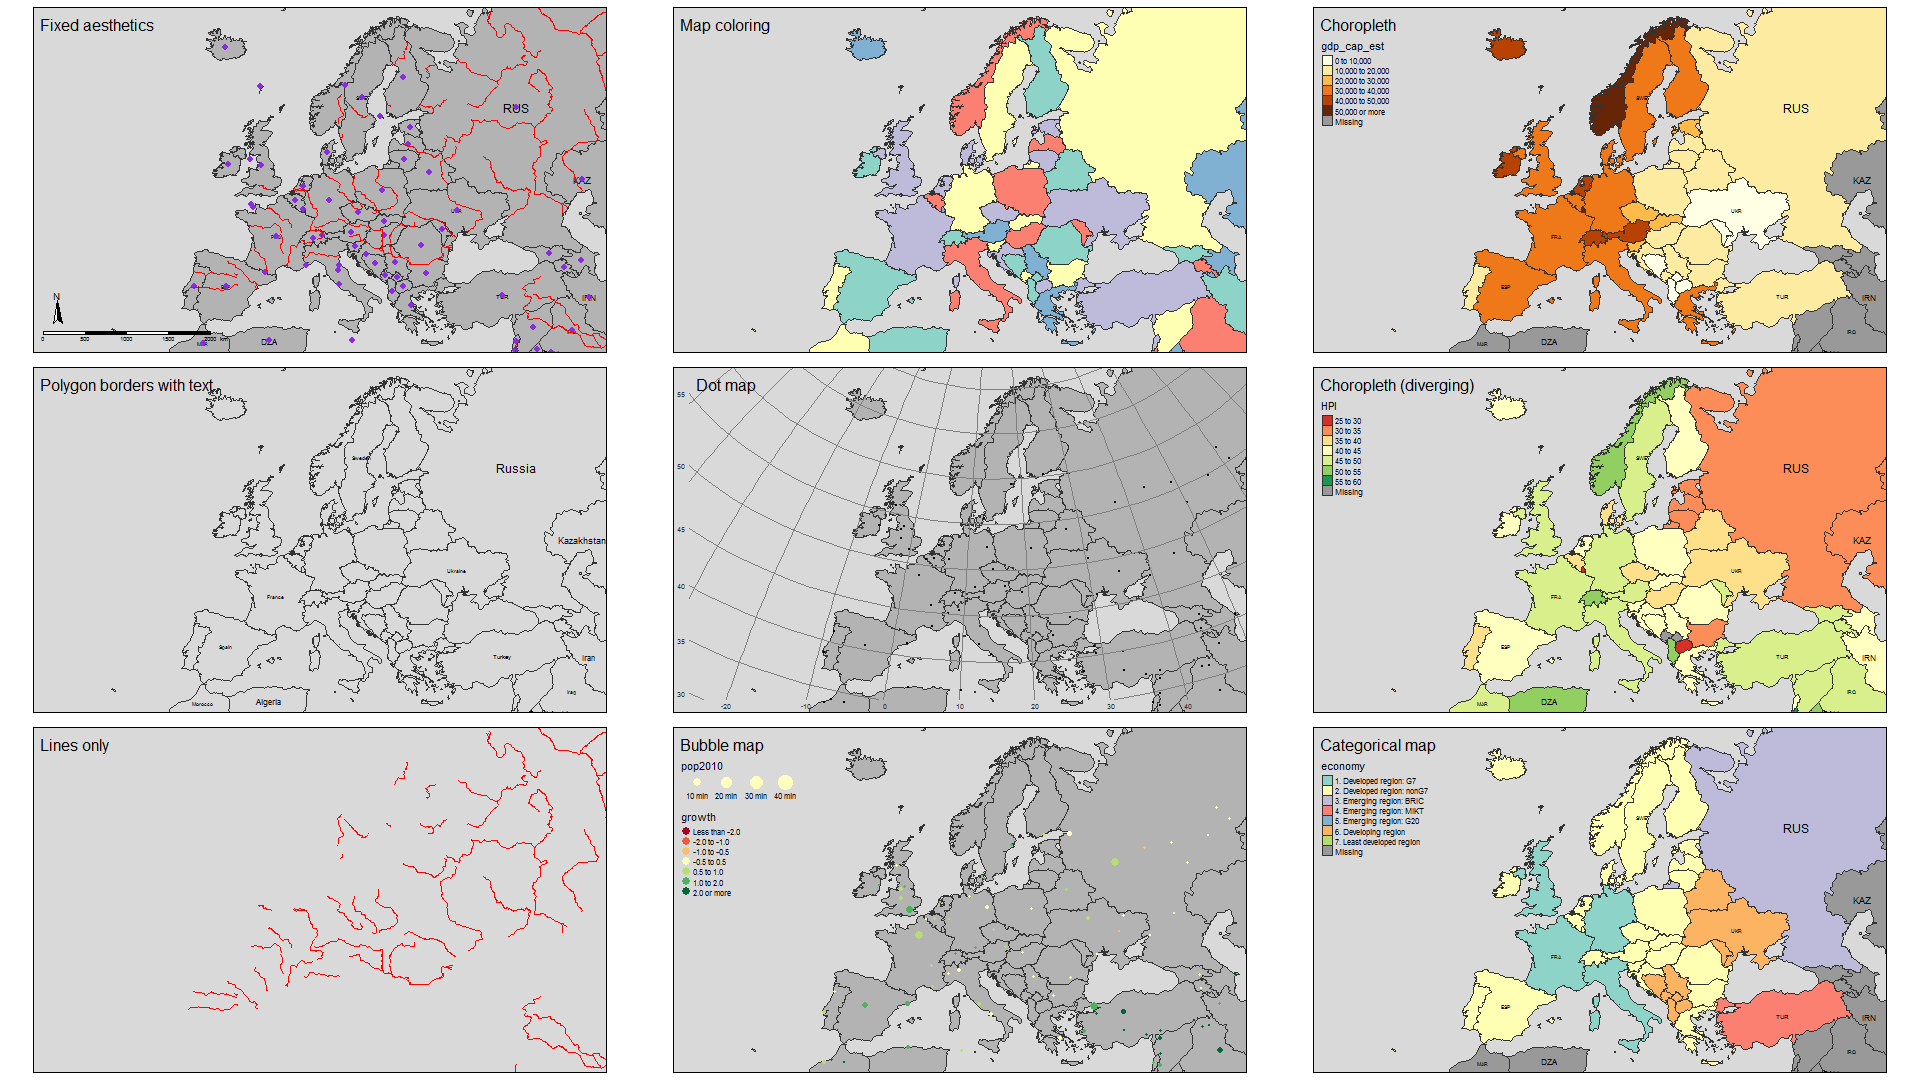 Fixed aesthetics
RUS
KAZ
IRN
N
0 500 1000 1500 2000 km
DZA
Map coloring
Choropleth
gdp_cap_est
0 to 10,000
10,000 to 20,000
20,000 to 30,000
30,000 to 40,000
40,000 to 50,000
50,000 or more
Missing
SWE
RUS
KAZ
UKR
FRA
ESP
TUR
IRN
IRQ
MAR
DZA
Polygon borders with text
Sweden
Russia
Kazakhstan
Ukraine
France
Spain
Turkey
Iran
Iraq
Morocco
Algeria
Dot map
55
50
45
40
35
30
-20
-10
0
10
20
30
40
Choropleth (diverging)
HPI
25 to 30
30 to 35
35 to 40
40 to 45
45 to 50
50 to 55
55 to 60
Missing
SWE
RUS
KAZ
UKR
FRA
ESP
TUR
IRN
IRQ
MAR
DZA
Lines only
Bubble map
pop2010
10 mln 20 mln 30 mln 40 mln
growth
Less than -2.0
-2.0 to -1.0
-1.0 to -0.5
-0.5 to 0.5
0.5 to 1.0
1.0 to 2.0
2.0 or more
Categorical map
economy
1. Developed region: G7
2. Developed region: nonG7
3. Emerging region: BRIC
4. Emerging region: MIKT
5. Emerging region: G20
6. Developing region
7. Least developed region
Missing
SWE
RUS
KAZ
UKR
FRA
ESP
TUR
IRN
IRQ
MAR
DZA